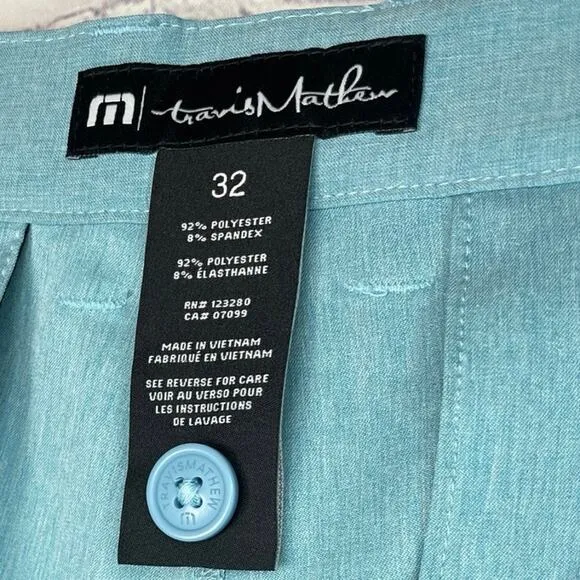 travisMathew
32
92% POLYESTER
8% SPANDEX
92% POLYESTER
8% ÉLASTHANNE
RN# 123280
CA# 07099
MADE IN VIETNAM
FABRIQUÉ EN VIETNAM
SEE REVERSE FOR CARE
VOIR AU VERSO POUR
LES INSTRUCTIONS
DE LAVAGE
TRAVISMATHEW